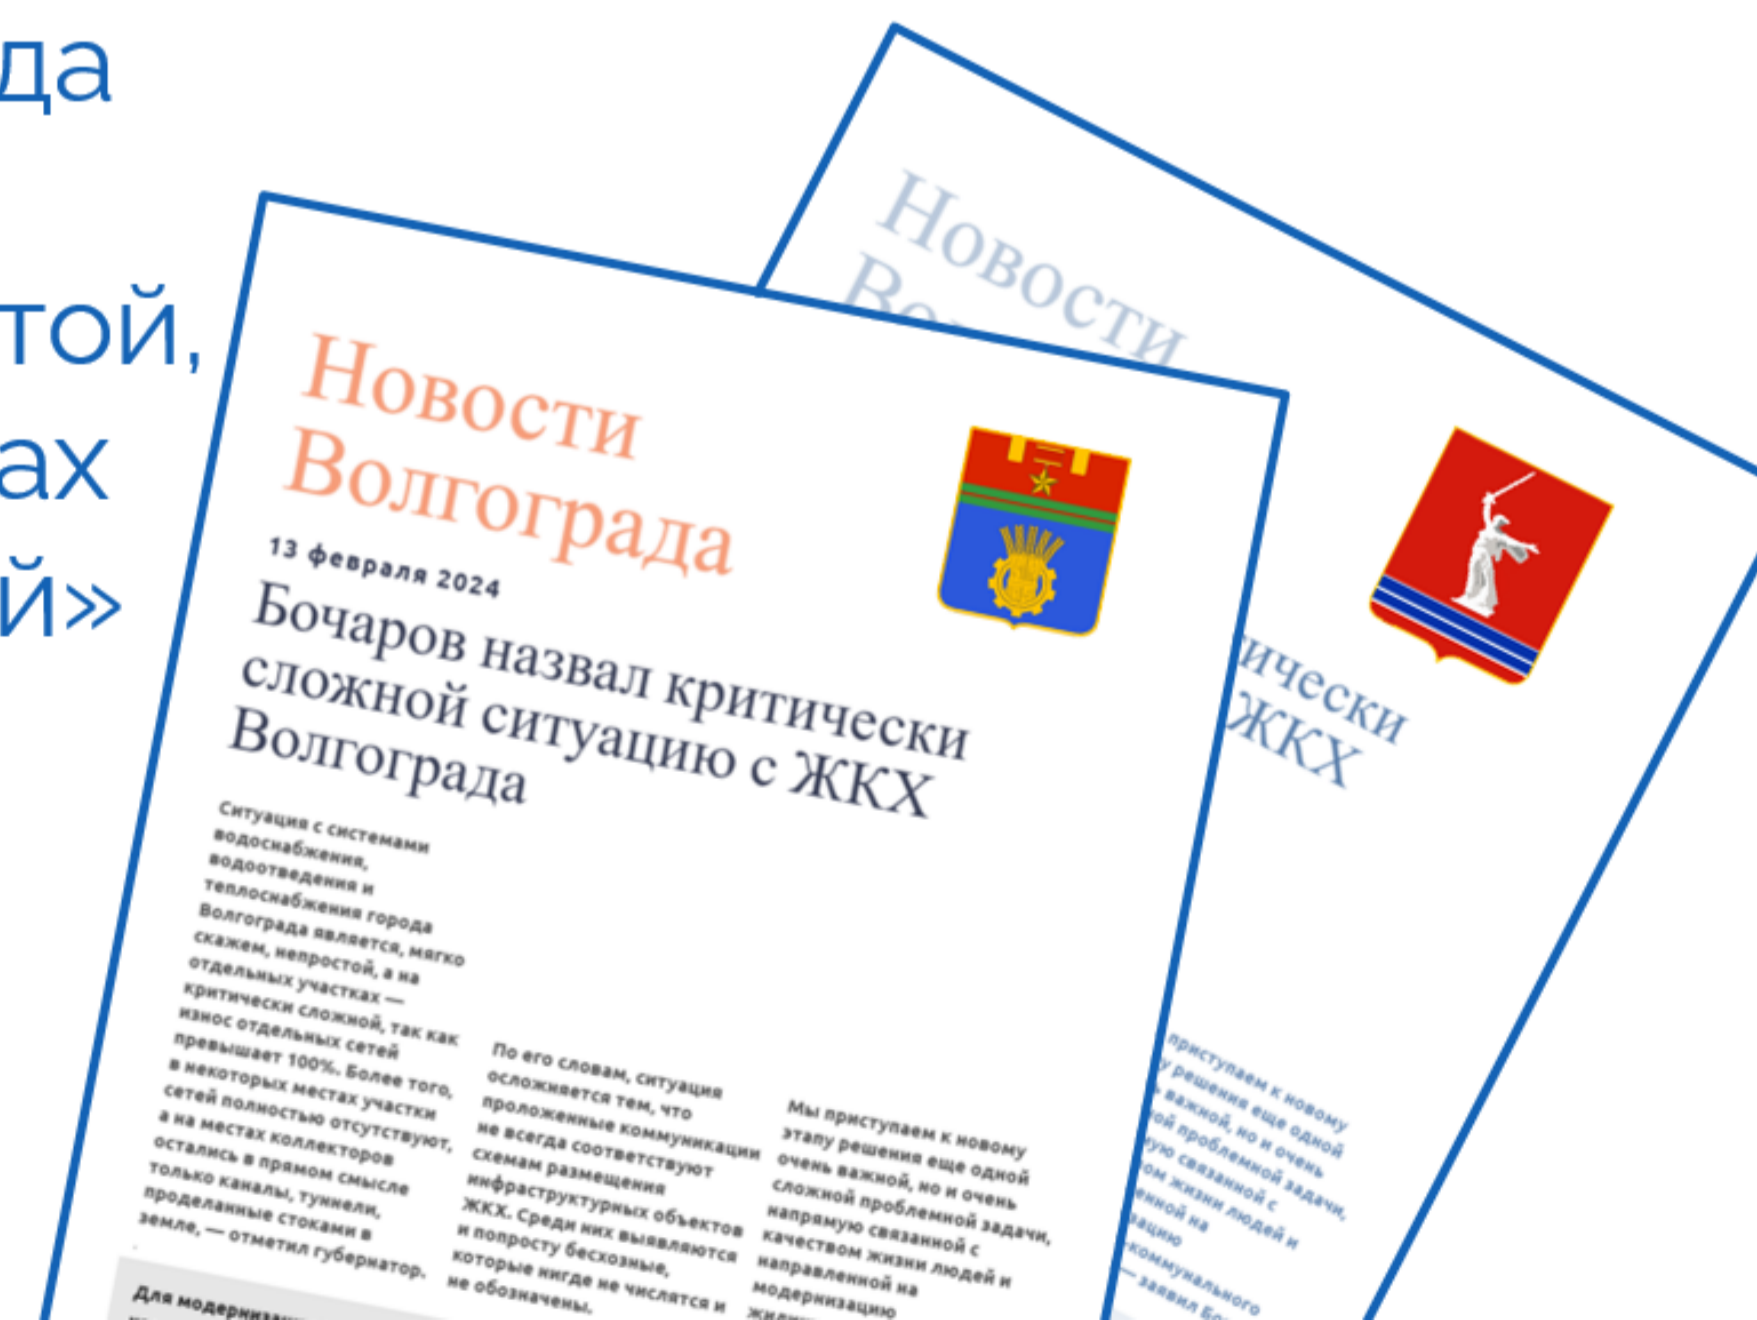 да
той,
ах
й»
Новости
Волгограда
13 февраля 2024
Бочаров назвал критически
сложной ситуацию с ЖКХ
Волгограда
Ситуация с системами
водоснабжения,
водоотведения и
теплоснабжения города
Волгограда является, мягко
скажем, непростой, а на
отдельных участках —
критически сложной, так как
износ отдельных сетей
превышает 100%. Более того,
в некоторых местах участки
сетей полностью отсутствуют,
а на местах коллекторов
остались в прямом смысле
только каналы, туннели,
проделанные стоками в
земле, — отметил губернатор.
Для модерниза
По его словам, ситуация
осложняется тем, что
проложенные коммуникации
не всегда соответствуют
схемам размещения
инфраструктурных объектов
ЖКХ. Среди них выявляются
и попросту бесхозные,
которые нигде не числятся и
не обозначены.
Мы приступаем к новому
этапу решения еще одной
очень важной, но и очень
сложной проблемной задачи,
напрямую связанной с
качеством жизни людей и
направленной на
модернизацию
Новости
тически
ЖКХ
приступаем к новому
у решения еще одной
ь важной, но и очень
ой проблемной задачи,
ую связанной с
ом жизни людей и
енной на
зацию
-коммунального
— заявил Бо